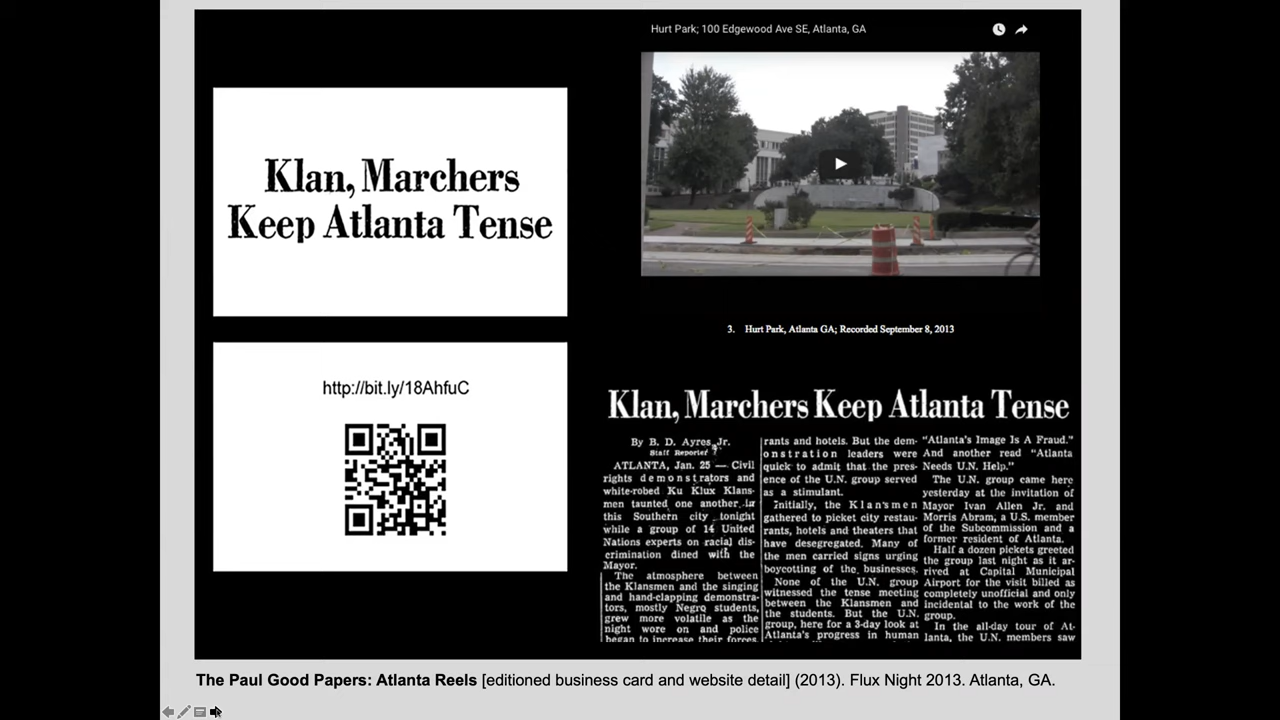 Klan, Marchers
Keep Atlanta Tense
http://bit.ly/18AhfuC
Hurt Park; 100 Edgewood Ave SE, Atlanta, GA
3. Hurt Park, Atlanta GA; Recorded September 8, 2013
Klan, Marchers Keep Atlanta Tense
By B. D. Ayres Jr.
Staff Reporter
ATLANTA, Jan. 25 — Civil
rights demonstrators and
white-robed Ku Klux Klans-
men taunted one another in
this Southern city tonight
while a group of 14 United
Nations experts on racial dis-
crimination dined with the
Mayor.
The atmosphere between
the Klansmen and the singing
and hand-clapping demonstra-
tors, mostly Negro students,
grew more volatile as the
night wore on and police
began to increase their forces.
rants and hotels. But the dem-
onstration leaders were
quick to admit that the pres-
ence of the U.N. group served
as a stimulant.
Initially, the Klansmen
gathered to picket city restau-
rants, hotels and theaters that
have desegregated. Many of
the men carried signs urging
boycotting of the businesses.
None of the U.N. group
witnessed the tense meeting
between the Klansmen and
the students. But the U.N.
group, here for a 3-day look at
Atlanta's progress in human
"Atlanta's Image Is A Fraud."
And another read "Atlanta
Needs U.N. Help."
The U.N. group came here
yesterday at the invitation of
Mayor Ivan Allen Jr. and
Morris Abram, a U.S. member
of the Subcommission and a
former resident of Atlanta.
Half a dozen pickets greeted
the group last night as it ar-
rived at Capital Municipal
Airport for the visit billed as
completely unofficial and only
incidental to the work of the
group.
In the all-day tour of At-
lanta, the U.N. members saw
The Paul Good Papers: Atlanta Reels [editioned business card and website detail] (2013). Flux Night 2013. Atlanta, GA.